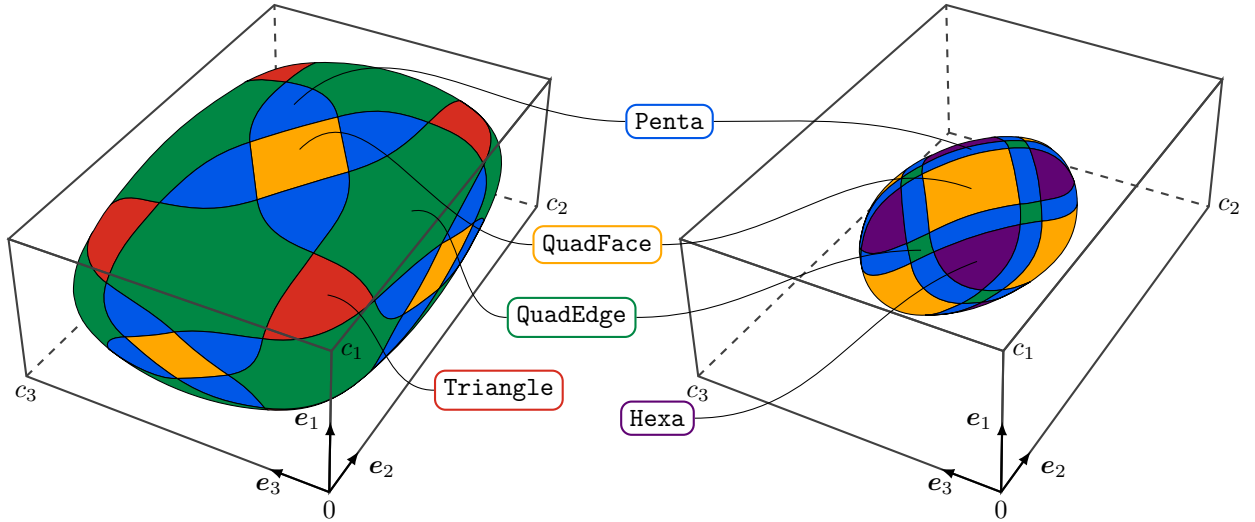 Penta
c₂
c₂
QuadFace
QuadEdge
c₁
c₁
Triangle
c₃
c₃
Hexa
e₁
e₁
e₂
e₂
e₃
e₃
0
0